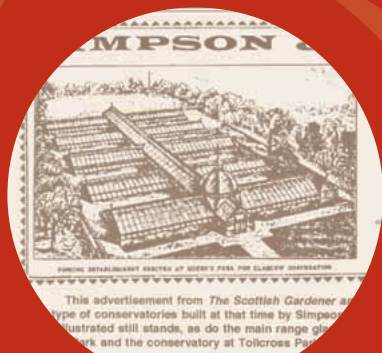 IMPSON &
FORCING ESTABLISHMENT ERECTED AT QUEEN'S PARK FOR GLASGOW CORPORATION
This advertisement from The Scottish Gardener
type of conservatories built at that time by Simpso
illustrated still stands, as do the main range
and the conservatory at Tollcross